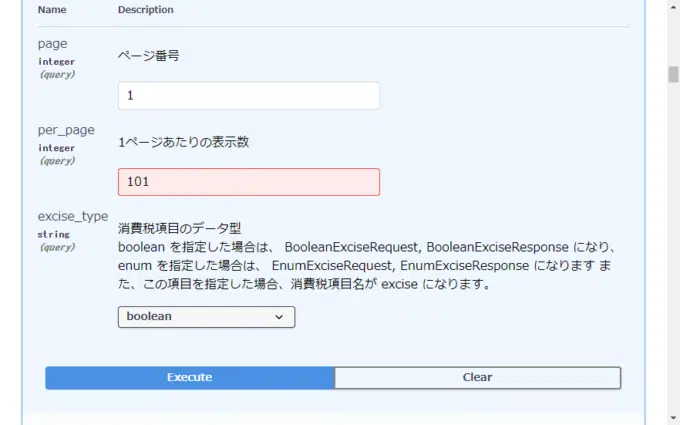 Name Description
page
integer
(query)
ページ番号
1
per_page
integer
(query)
1ページあたりの表示数
101
excise_type
string
(query)
消費税項目のデータ型
boolean を指定した場合は、 BooleanExciseRequest, BooleanExciseResponse になり、
enum を指定した場合は、 EnumExciseRequest, EnumExciseResponse になります ま
た、この項目を指定した場合、消費税項目名が excise になります。
boolean
Execute Clear